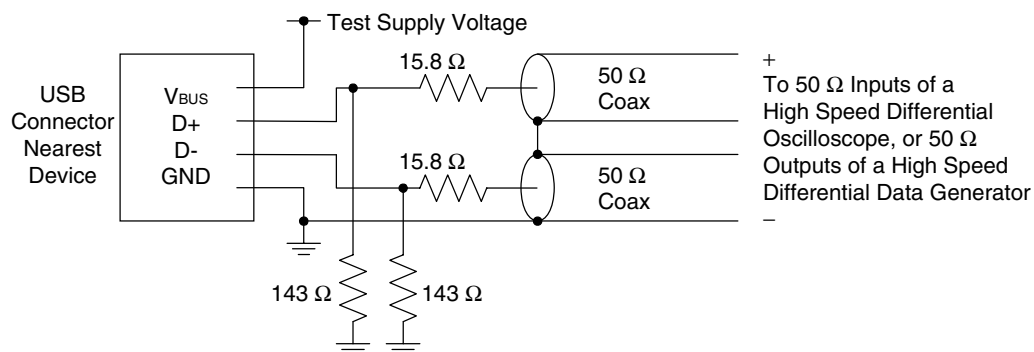 Test Supply Voltage
15.8 Ω
USB
Connector
Nearest
Device
VBUS
D+
D-
GND
50 Ω
Coax
15.8 Ω
50 Ω
Coax
+
To 50 Ω Inputs of a
High Speed Differential
Oscilloscope, or 50 Ω
Outputs of a High Speed
Differential Data Generator
−
143 Ω
143 Ω